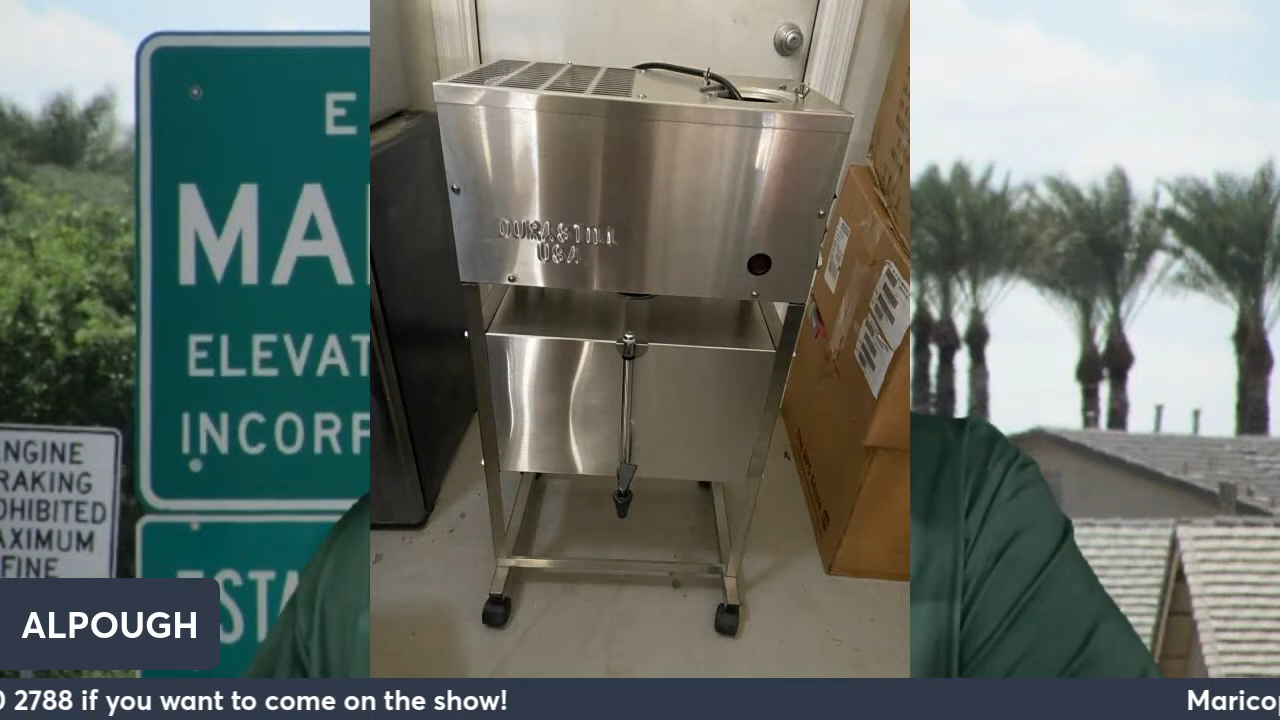 E
MA
ELEVAT
INCORP
ESTA
NGINE
RAKING
OHIBITED
AXIMUM
FINE
DURASTILL
USA
ALPOUGH
0 2788 if you want to come on the show!
Maricop